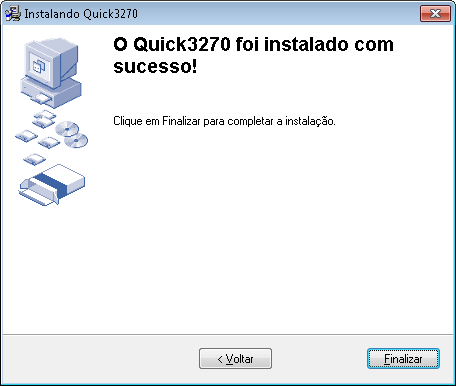 Instalando Quick3270
O Quick3270 foi instalado com
sucesso!
Clique em Finalizar para completar a instalação.
< Voltar
Finalizar